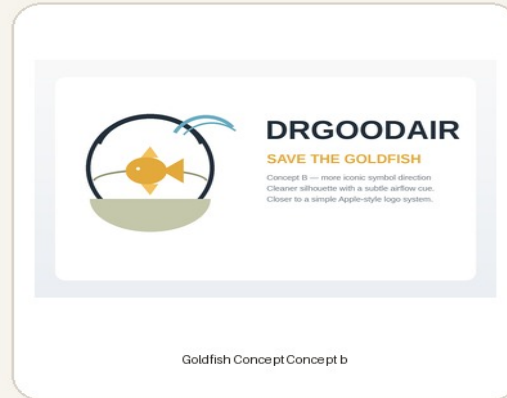 DRGOODAIR
SAVE THE GOLDFISH
Concept B — more iconic symbol direction
Cleaner silhouette with a subtle airflow cue.
Closer to a simple Apple-style logo system.
Goldfish Concept Concept b